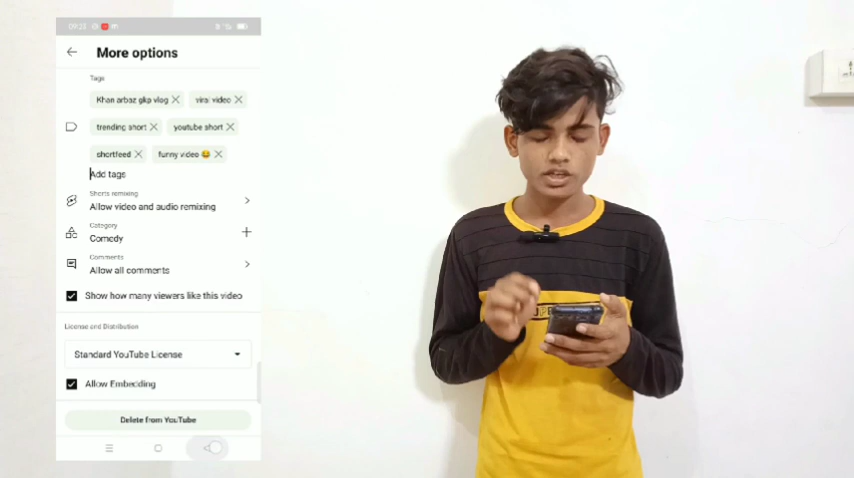 09:23
More options
Tags
Khan arbaz gkp vlog
viral video
trending short
youtube short
shortfeed
funny video 😂
Add tags
Shorts remixing
Allow video and audio remixing
Category
Comedy
Comments
Allow all comments
Show how many viewers like this video
License and Distribution
Standard YouTube License
Allow Embedding
Delete from YouTube